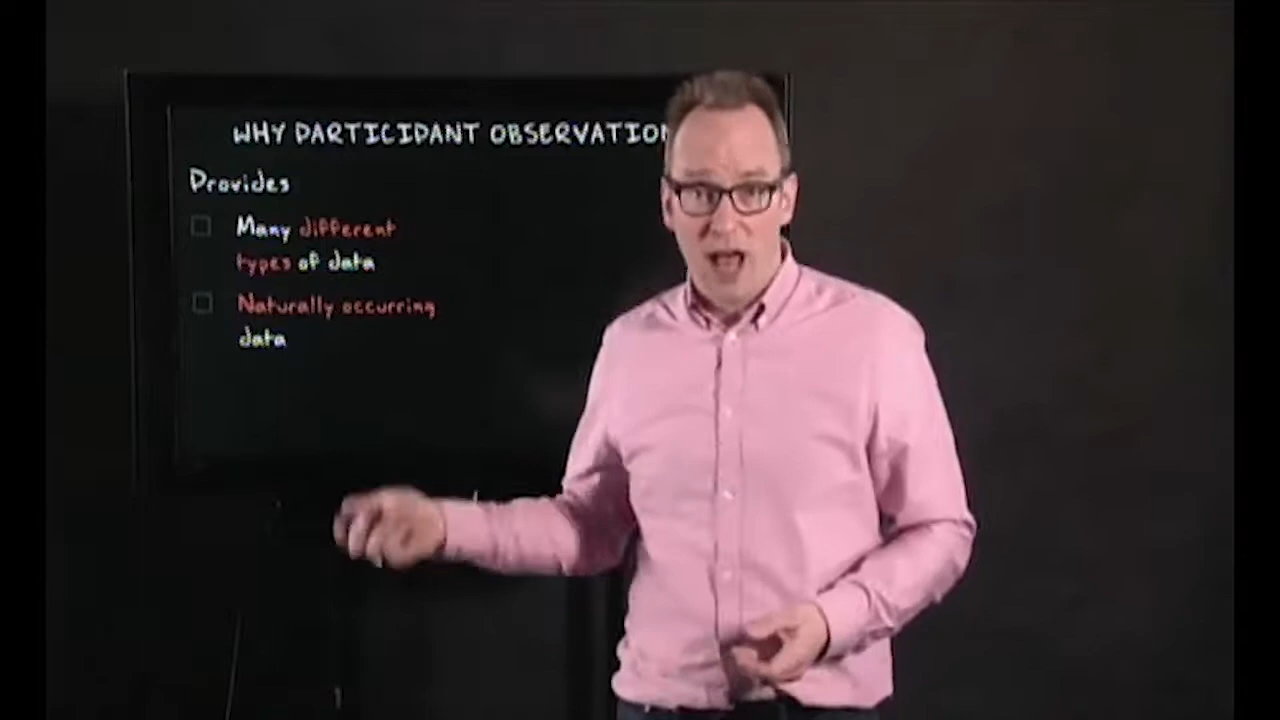 WHY PARTICIPANT OBSERVATION
Provides
Many different
types of data
Naturally occurring
data